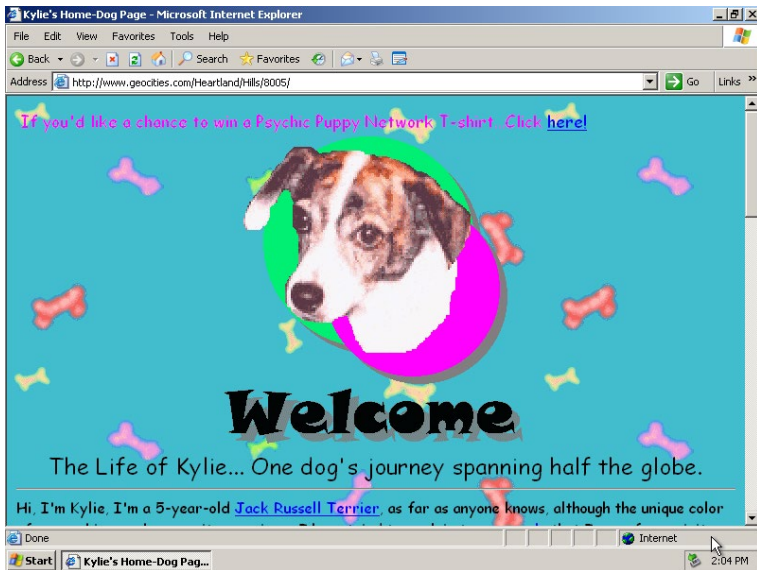 Kylie's Home-Dog Page - Microsoft Internet Explorer
File Edit View Favorites Tools Help
Back Search Favorites
Address http://www.geocities.com/Heartland/Hills/8005/ Go Links »
If you'd like a chance to win a Psychic Puppy Network T-shirt Click here!
Welcome
The Life of Kylie... One dog's journey spanning half the globe.
Hi, I'm Kylie, I'm a 5-year-old Jack Russell Terrier, as far as anyone knows, although the unique color
Done Internet
Start Kylie's Home-Dog Pag... 2:04 PM